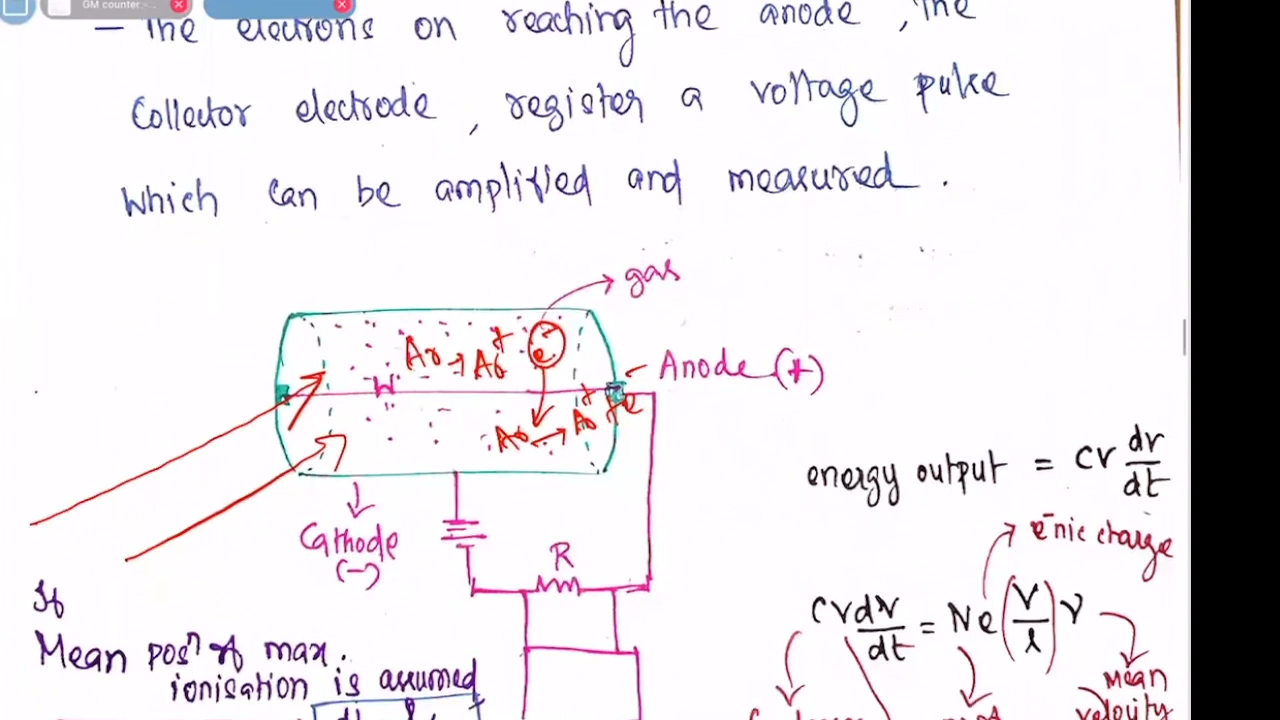 GM counter -...
– The electrons on reaching the anode, the
Collector electrode, register a voltage pulse
which can be amplified and measured.
gas
Ar → Ar+ e-
W
Anode (+)
Ar → Ar+ + e
energy output = CV dv/dt
Cathode
(-)
R
e-nic charge
If
CV dv/dt = Ne (V/l) v
Mean posn of max.
ionisation is assumed
Mean
velocity